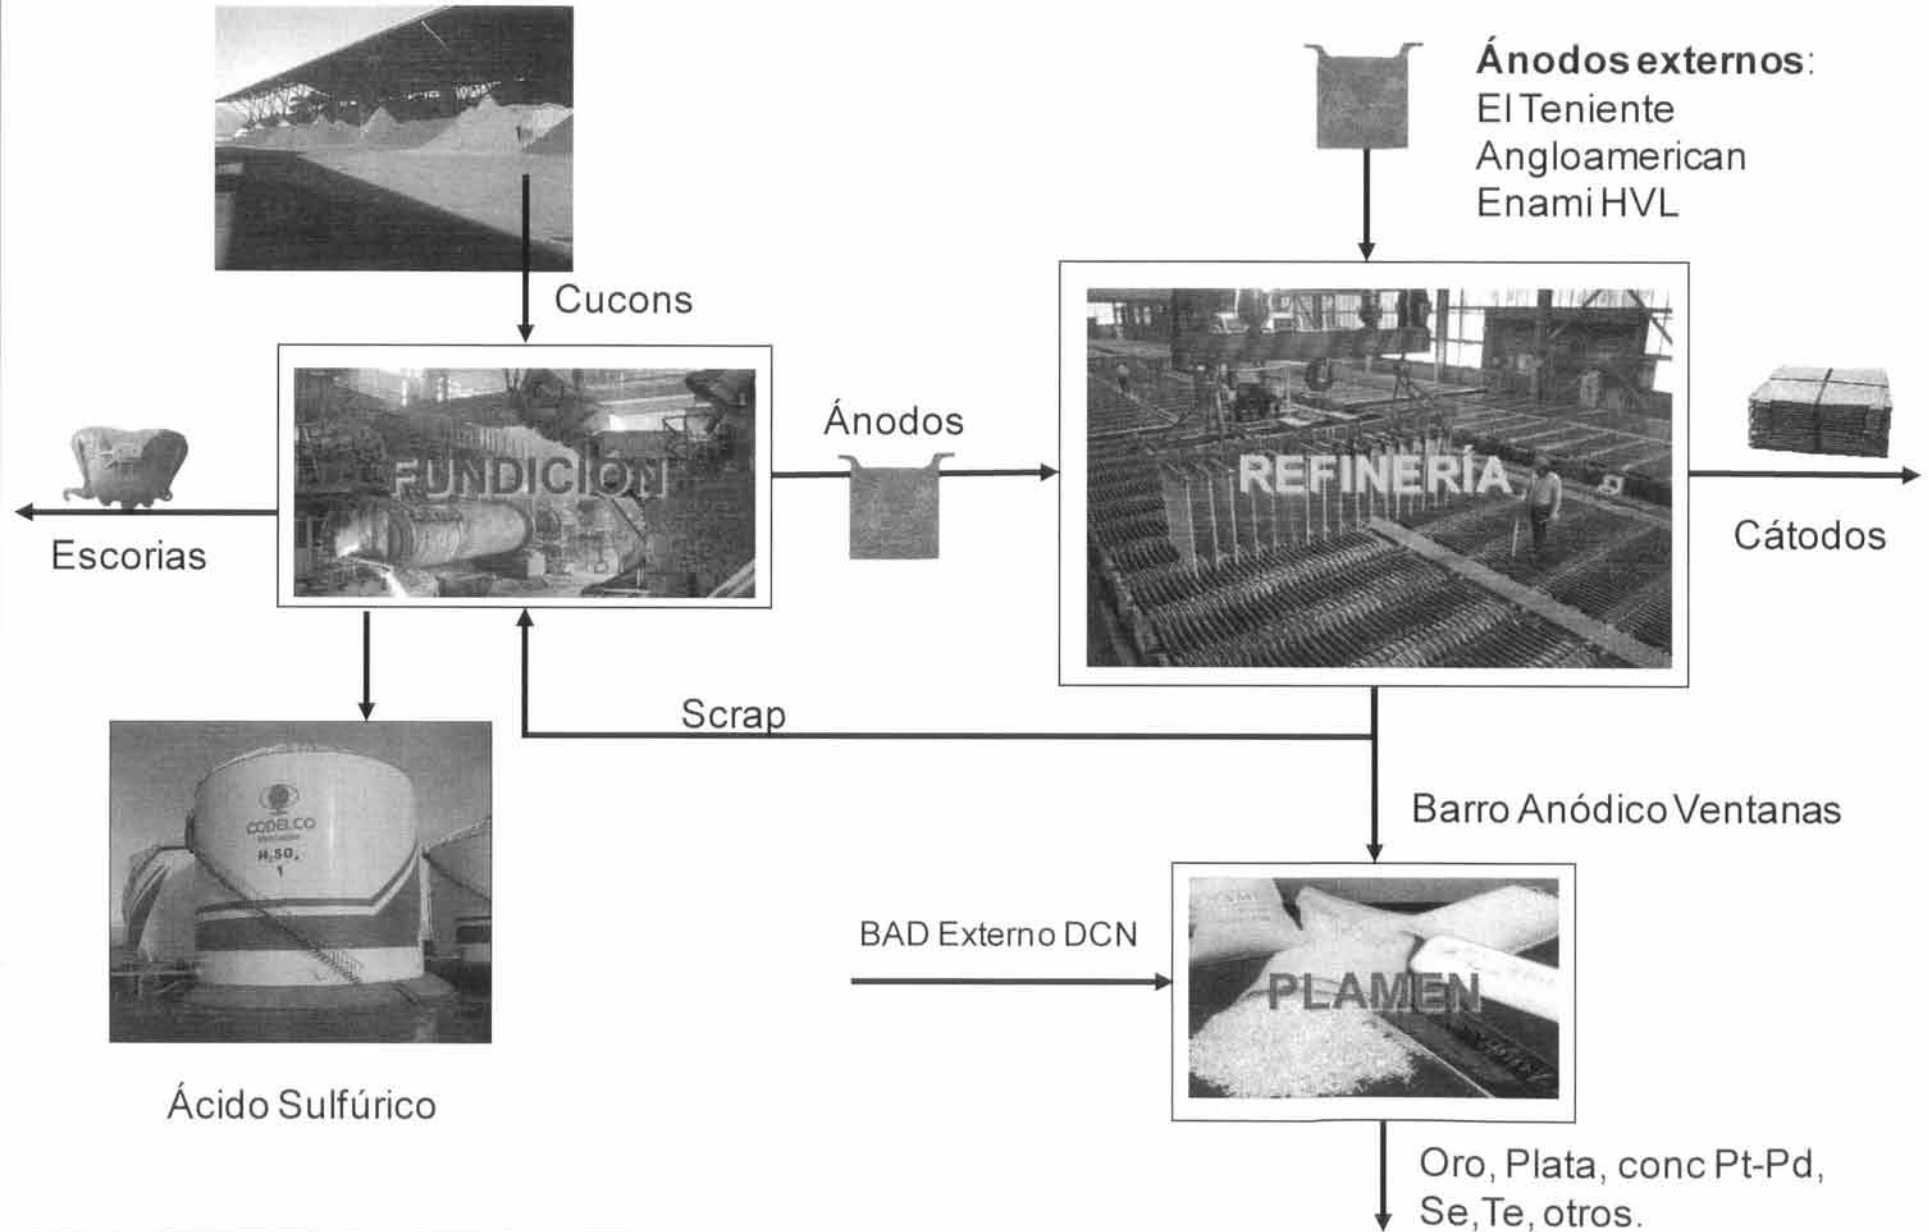 Ánodos externos:
El Teniente
Angloamerican
Enami HVL
Cucons
FUNDICIÓN
Ánodos
REFINERÍA
Cátodos
Escorias
Scrap
CODELCO
H₂SO₄
1
Barro Anódico Ventanas
BAD Externo DCN
PLAMEN
Ácido Sulfúrico
Oro, Plata, conc Pt-Pd,
Se,Te, otros.